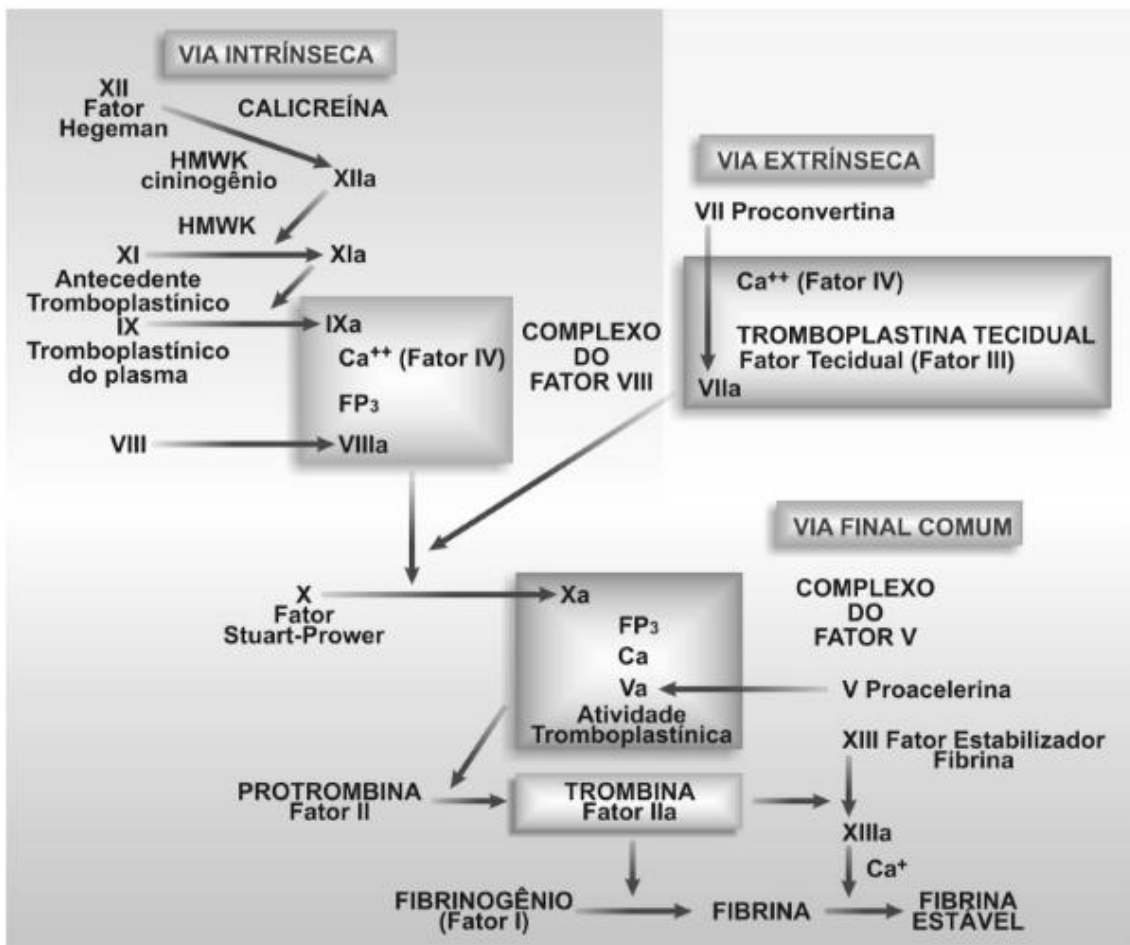 VIA INTRÍNSECA
XII
Fator
Hegeman
CALICREÍNA
HMWK
cininogênio
XIIa
HMWK
XI
XIa
Antecedente
Tromboplastínico
IX
IXa
Tromboplastínico
do plasma
Ca++ (Fator IV)
FP3
VIII
VIIIa
COMPLEXO
DO
FATOR VIII
VIA EXTRÍNSECA
VII Proconvertina
Ca++ (Fator IV)
TROMBOPLASTINA TECIDUAL
Fator Tecidual (Fator III)
VIIa
VIA FINAL COMUM
X
Fator
Stuart-Prower
Xa
FP3
Ca
Va
Atividade
Tromboplastínica
COMPLEXO
DO
FATOR V
V Proacelerina
XIII Fator Estabilizador
Fibrina
PROTROMBINA
Fator II
TROMBINA
Fator IIa
XIIIa
Ca+
FIBRINOGÊNIO
(Fator I)
FIBRINA
FIBRINA
ESTÁVEL